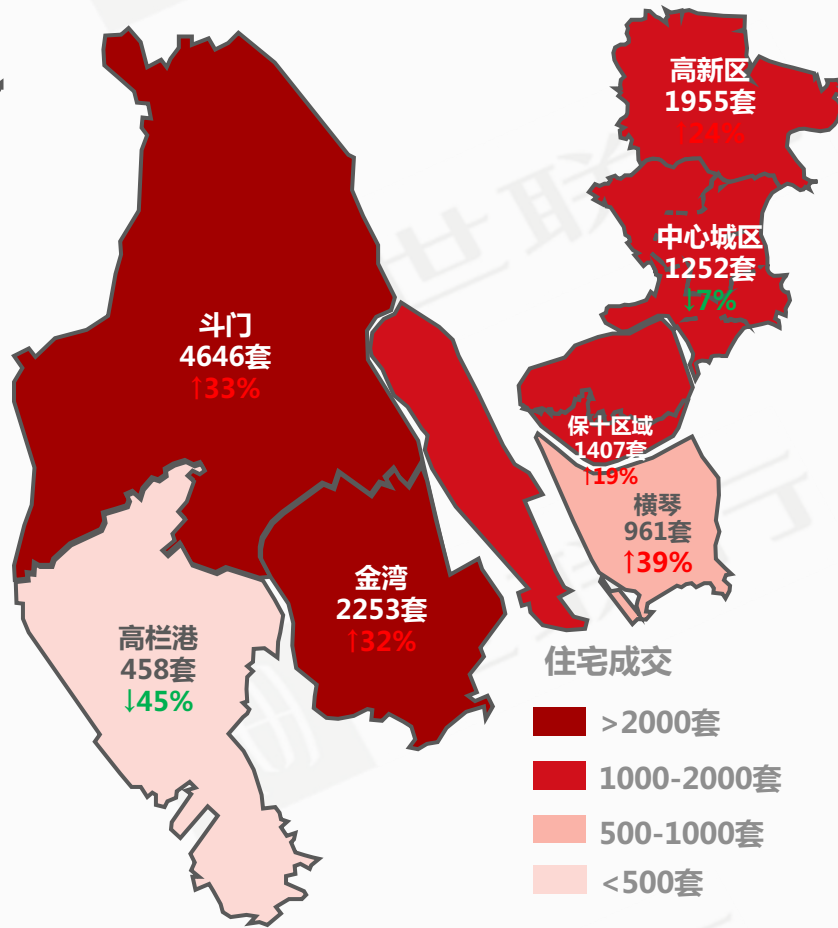 高新区
1955套
↑24%
中心城区
1252套
↓7%
斗门
4646套
↑33%
保十区域
1407套
↑19%
横琴
961套
↑39%
金湾
2253套
↑32%
高栏港
458套
↓45%
住宅成交
>2000套
1000-2000套
500-1000套
<500套
世联行